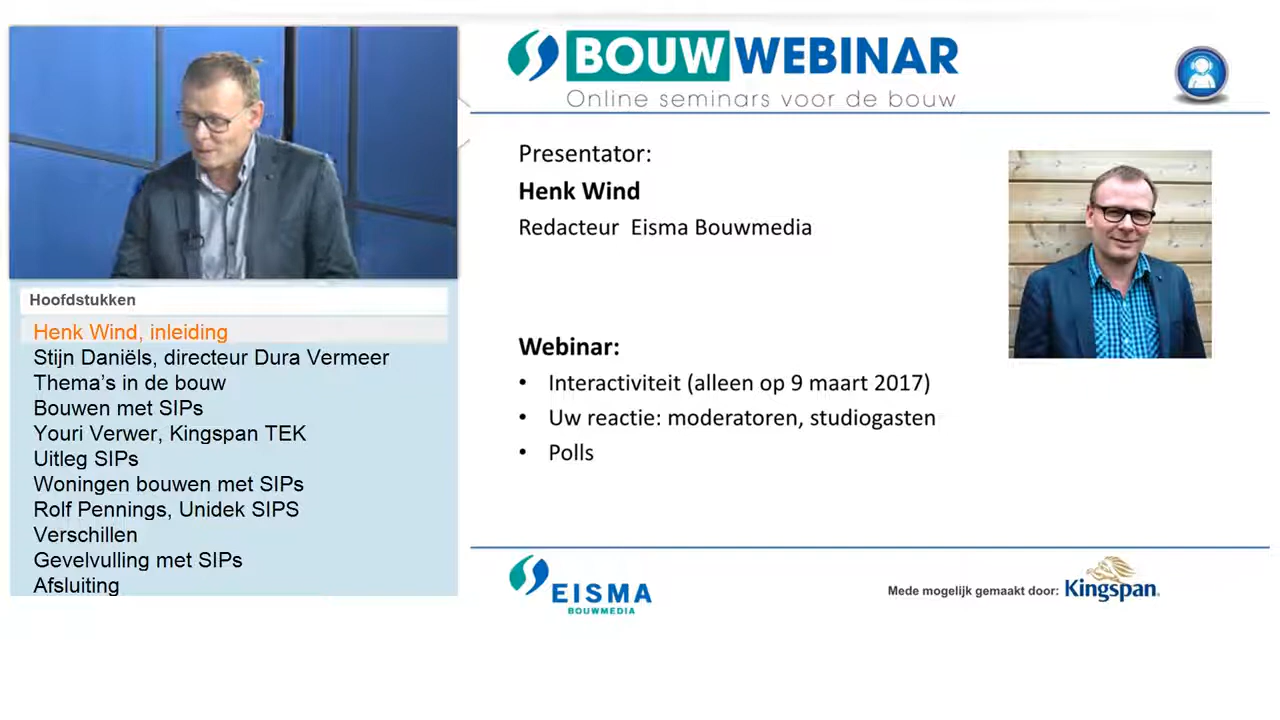 BOUW WEBINAR
Online seminars voor de bouw
Presentator:
Henk Wind
Redacteur Eisma Bouwmedia
Webinar:
• Interactiviteit (alleen op 9 maart 2017)
• Uw reactie: moderatoren, studiogasten
• Polls
Hoofdstukken
Henk Wind, inleiding
Stijn Daniëls, directeur Dura Vermeer
Thema’s in de bouw
Bouwen met SIPs
Youri Verwer, Kingspan TEK
Uitleg SIPs
Woningen bouwen met SIPs
Rolf Pennings, Unidek SIPS
Verschillen
Gevelvulling met SIPs
Afsluiting
EISMA
BOUWMEDIA
Mede mogelijk gemaakt door: Kingspan.